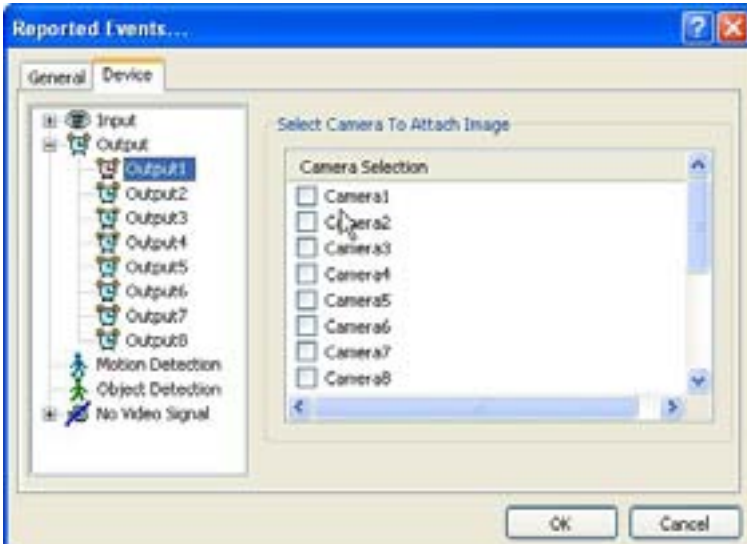 Reported Events...
General Device
Input
Output
Output1
Output2
Output3
Output4
Output5
Output6
Output7
Output8
Motion Detection
Object Detection
No Video Signal
Select Camera To Attach Image
Camera Selection
Camera1
Camera2
Camera3
Camera4
Camera5
Camera6
Camera7
Camera8
OK Cancel